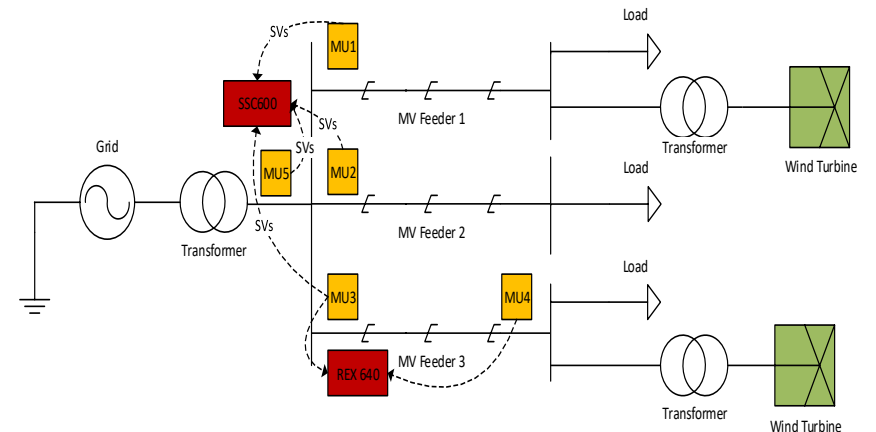 Load
SVs
MU1
SSC600
MV Feeder 1
SVs
Grid
SVs
MU5
MU2
Transformer
Wind Turbine
Load
SVs
MV Feeder 2
Transformer
Load
MU3
MU4
MV Feeder 3
REX 640
Transformer
Wind Turbine